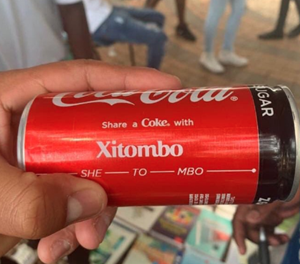 Coca-Cola®
Share a Coke® with
Xitombo
SHE — TO — MBO
SUGAR